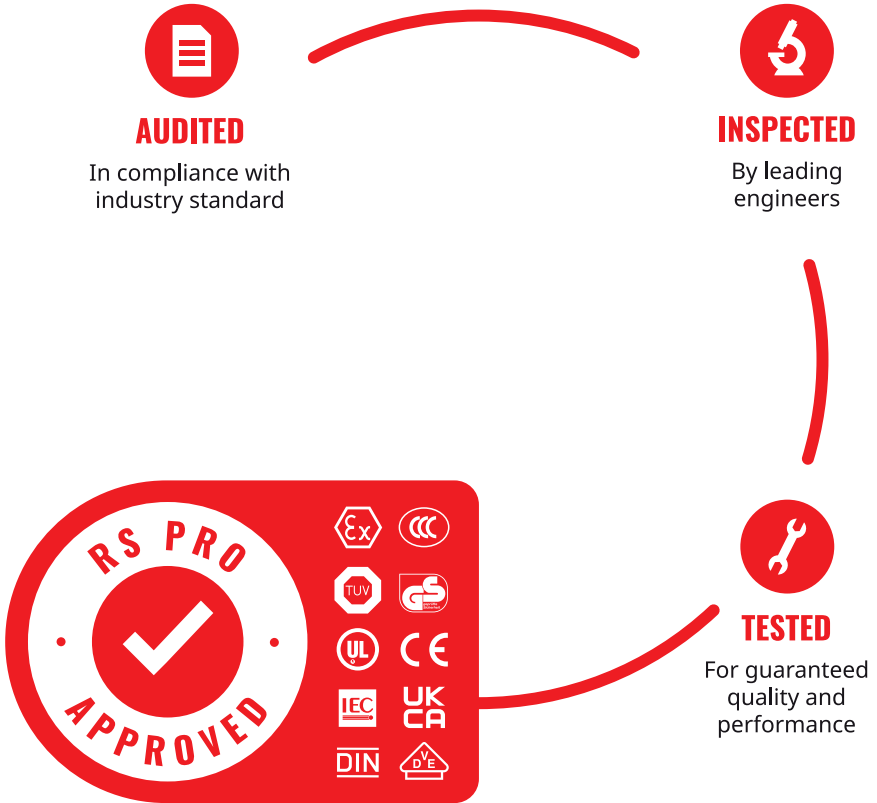 AUDITED
In compliance with
industry standard
INSPECTED
By leading
engineers
TESTED
For guaranteed
quality and
performance
RS PRO
APPROVED
Ex
CCC
TUV
GS
UL
CE
IEC
UK
CA
DIN
VDE